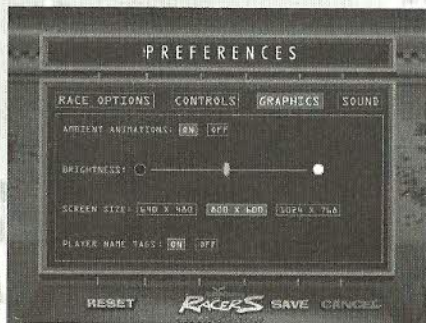 PREFERENCES
RACE OPTIONS CONTROLS GRAPHICS SOUND
AMBIENT ANIMATIONS: ON OFF
BRIGHTNESS:
SCREEN SIZE: 640 X 480 800 X 600 1024 X 768
PLAYER NAME TAGS: ON OFF
RESET RACERS SAVE CANCEL